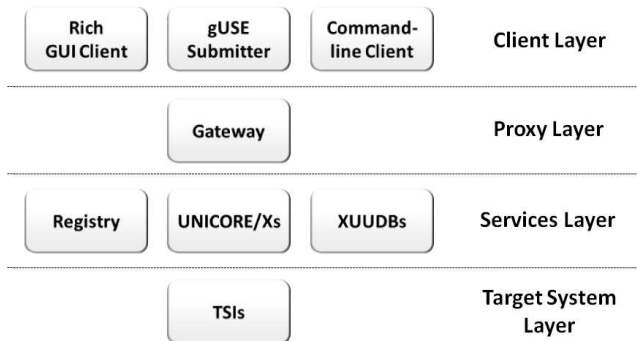 Rich
GUI Client
gUSE
Submitter
Command-
line Client
Client Layer
Gateway
Proxy Layer
Registry
UNICORE/Xs
XUUDBs
Services Layer
TSIs
Target System
Layer